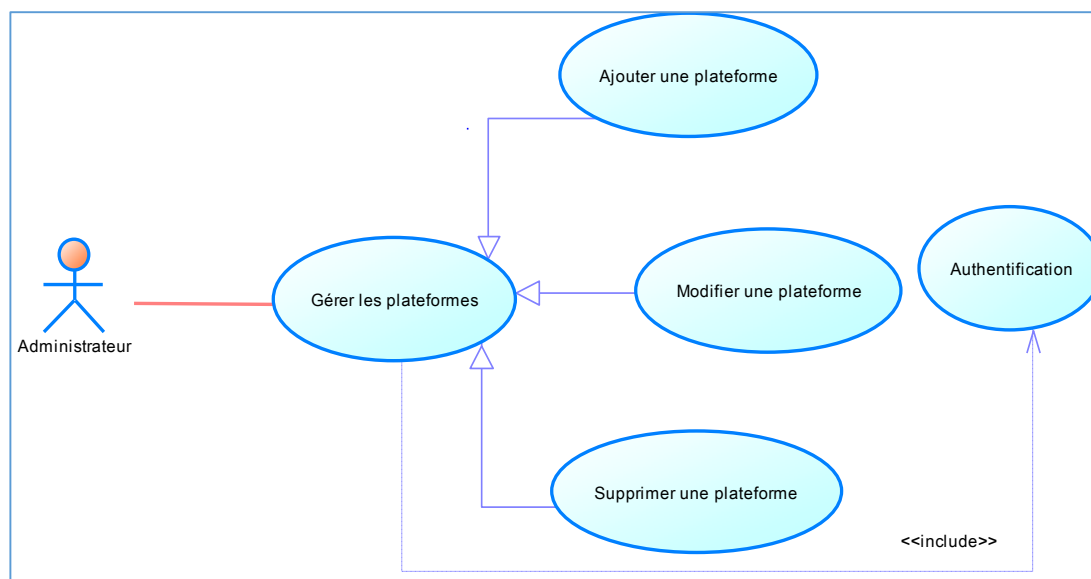 Ajouter une plateforme
Authentification
Gérer les plateformes
Modifier une plateforme
Administrateur
Supprimer une plateforme
<<include>>